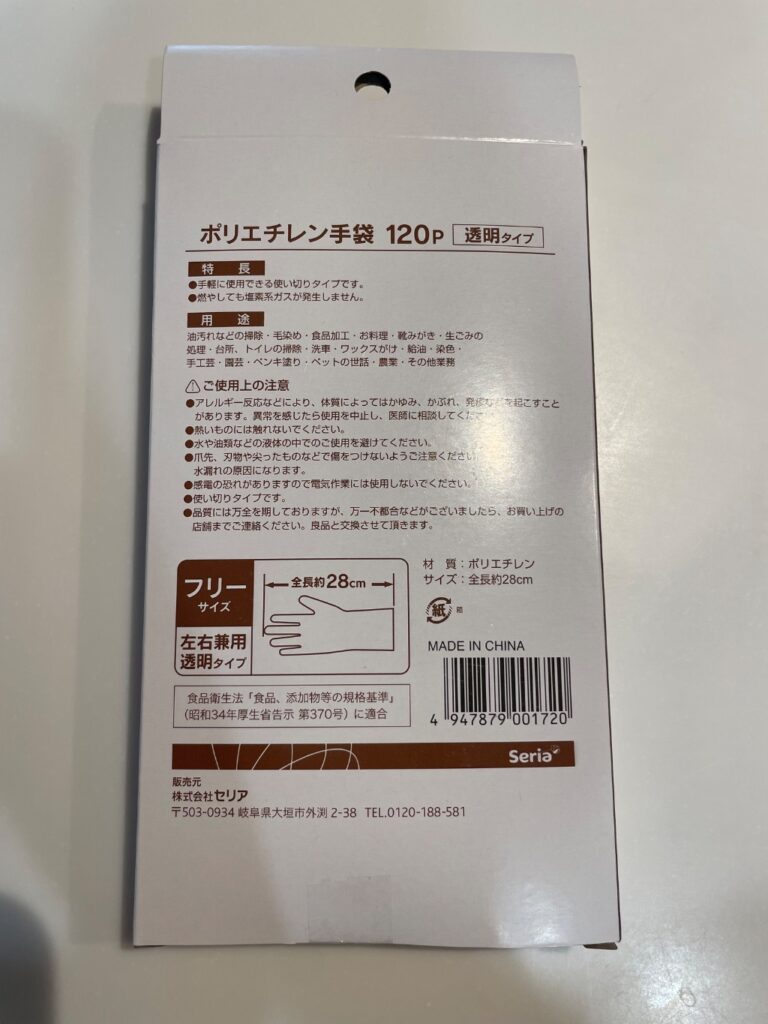 ポリエチレン手袋 120P 透明タイプ
特長
●手軽に使用できる使い切りタイプです。
●燃やしても塩素系ガスが発生しません。
用途
油汚れなどの掃除・毛染め・食品加工・お料理・靴みがき・生ごみの
処理・台所、トイレの掃除・洗車・ワックスがけ・給油・染色・
手工芸・園芸・ペンキ塗り・ペットの世話・農業・その他業務
⚠ご使用上の注意
●アレルギー反応などにより、体質によってはかゆみ、かぶれ、発疹などを起こすこと
があります。異常を感じたら使用を中止し、医師に相談してくだ
●熱いものには触れないでください。
●水や油類などの液体の中でのご使用を避けてください。
●爪先、刃物や尖ったものなどで傷をつけないようご注意ください
水漏れの原因になります。
●感電の恐れがありますので電気作業には使用しないでください。
●使い切りタイプです。
●品質には万全を期しておりますが、万一不都合などがございましたら、お買い上げの
店舗までご連絡ください。良品と交換させて頂きます。
フリー
サイズ
左右兼用
透明タイプ
全長約28cm
材 質：ポリエチレン
サイズ：全長約28cm
紙
箱
MADE IN CHINA
4 947879 001720
食品衛生法「食品、添加物等の規格基準」
（昭和34年厚生省告示 第370号）に適合
Seria
販売元
株式会社セリア
〒503-0934 岐阜県大垣市外渕 2-38 TEL.0120-188-581